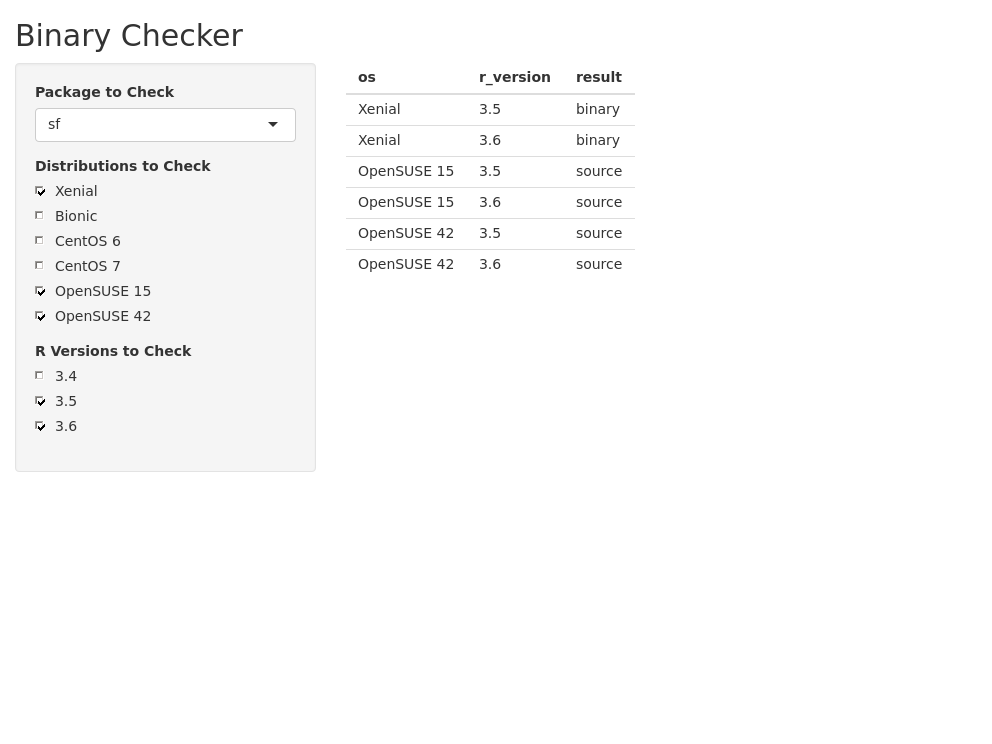 Binary Checker
Package to Check
sf
Distributions to Check
Xenial
Bionic
CentOS 6
CentOS 7
OpenSUSE 15
OpenSUSE 42
R Versions to Check
3.4
3.5
3.6
os r_version result
Xenial 3.5 binary
Xenial 3.6 binary
OpenSUSE 15 3.5 source
OpenSUSE 15 3.6 source
OpenSUSE 42 3.5 source
OpenSUSE 42 3.6 source